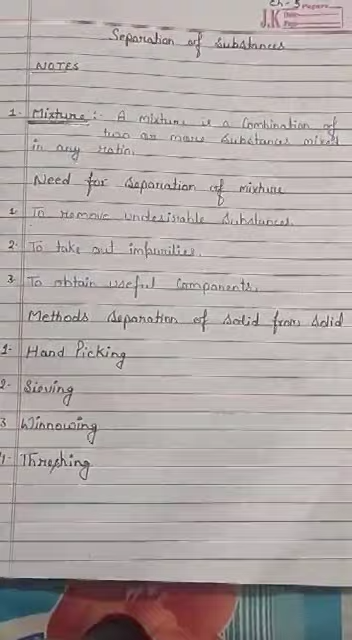 Ch - 5
J.K
Separation of Substances
NOTES
1. Mixture :- A mixture is a Combination of
two or more Substances mixed
in any ratio.
Need for separation of mixture
1. To remove undesirable Substances.
2. To take out impurities.
3. To obtain useful Components.
Methods separation of solid from solid
1. Hand Picking
2. Sieving
3 Winnowing
4. Threshing